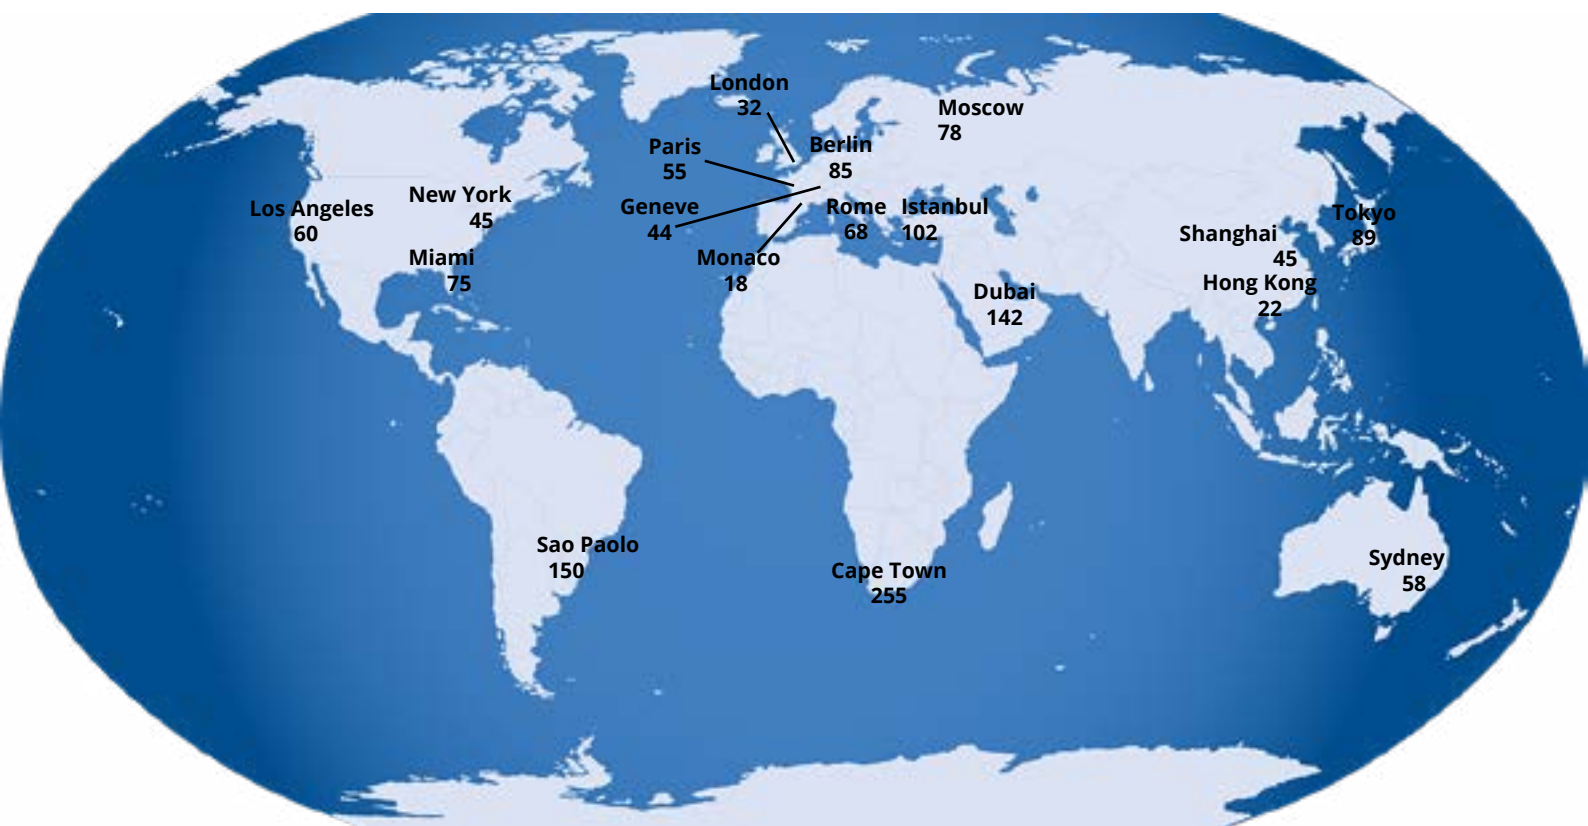 London
32
Moscow
78
Paris
55
Berlin
85
Los Angeles
60
New York
45
Geneve
44
Rome
68
Istanbul
102
Tokyo
89
Shanghai
45
Miami
75
Monaco
18
Hong Kong
22
Dubai
142
Sao Paolo
150
Cape Town
255
Sydney
58